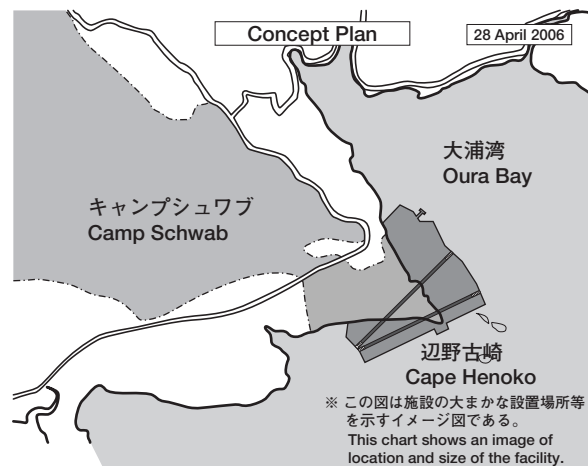 Concept Plan
28 April 2006
大浦湾
Oura Bay
キャンプシュワブ
Camp Schwab
辺野古崎
Cape Henoko
※ この図は施設の大まかな設置場所等
を示すイメージ図である。
This chart shows an image of
location and size of the facility.